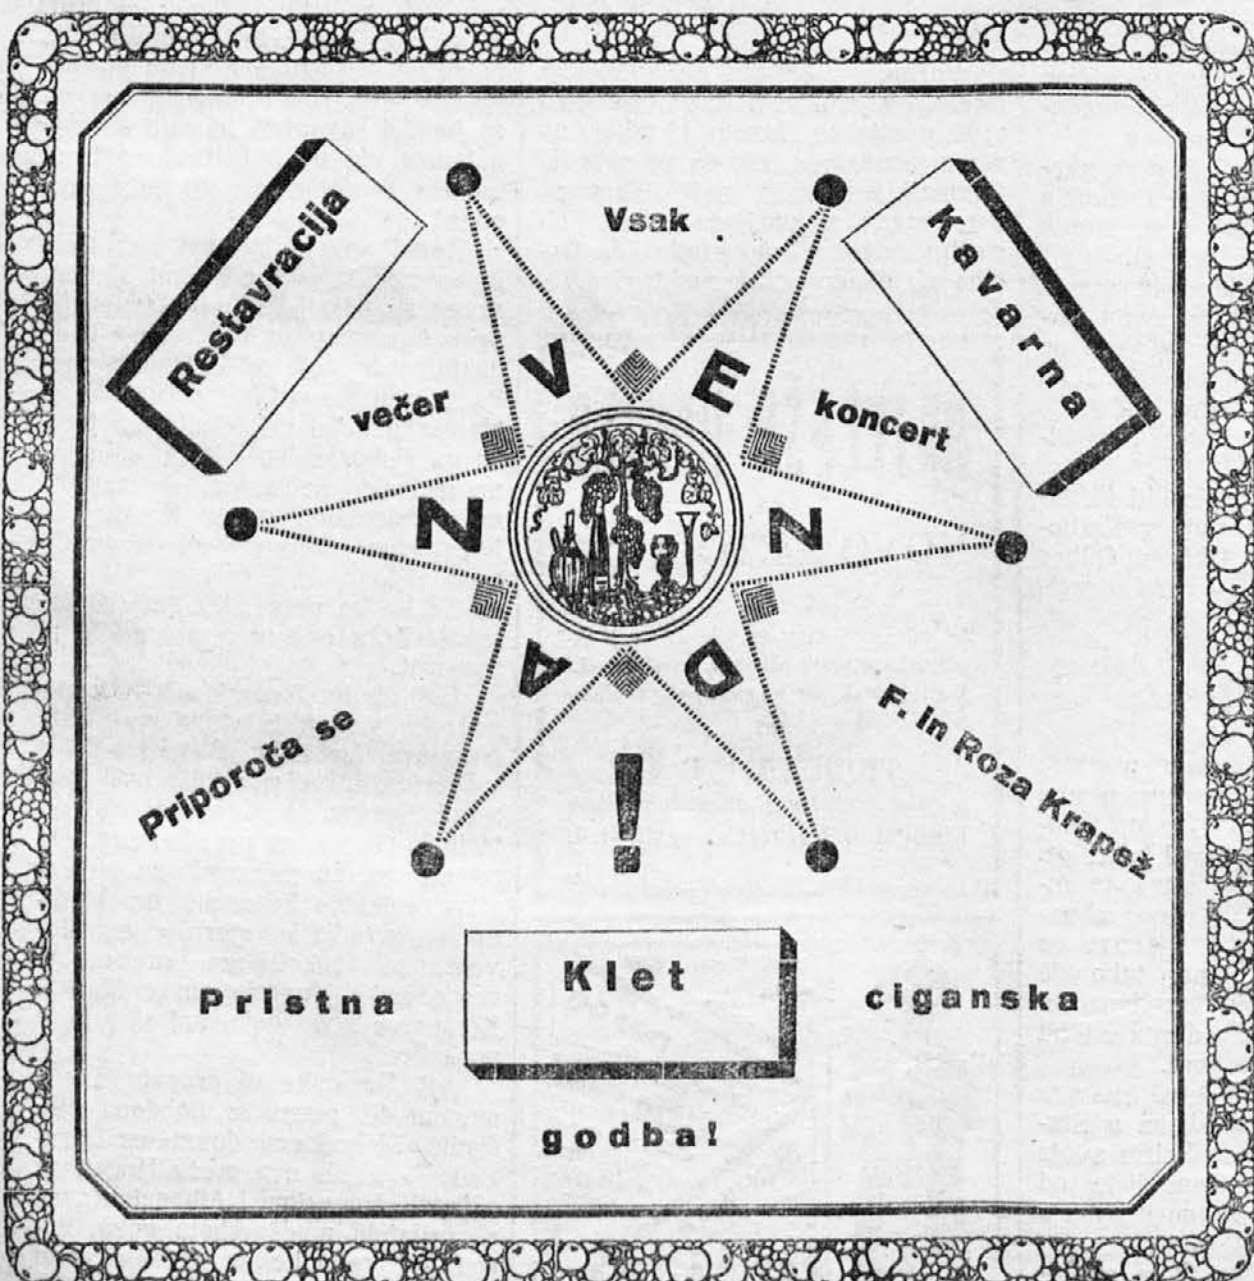 Restavracija
Kavarna
Vsak
večer
koncert
V E N D A N
!
Priporoča se
F. in Roza Krapež
Klet
Pristna
ciganska
godba!